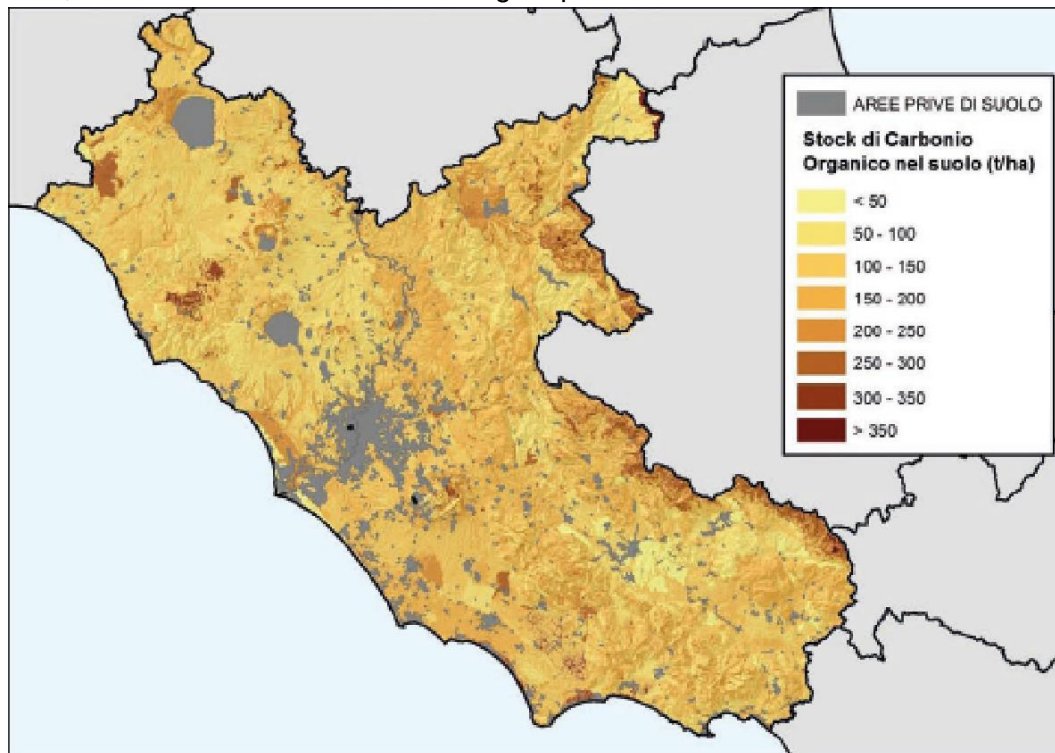 AREE PRIVE DI SUOLO
Stock di Carbonio
Organico nel suolo (t/ha)
< 50
50 - 100
100 - 150
150 - 200
200 - 250
250 - 300
300 - 350
> 350